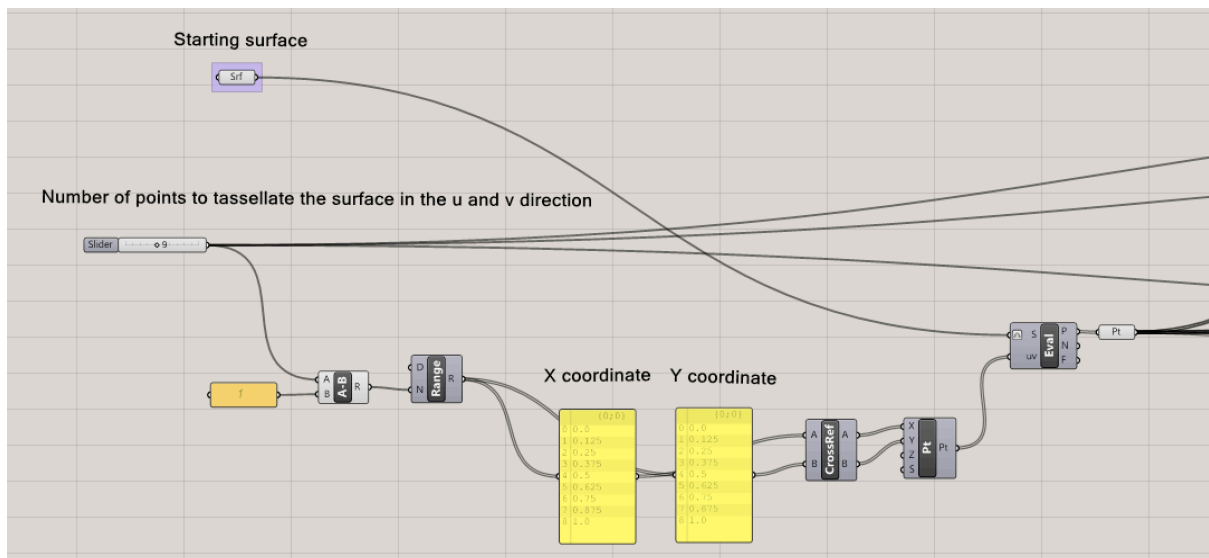 Starting surface
Srf
Number of points to tassellate the surface in the u and v direction
Slider 9
S P
uv N
F
Eval
Pt
1
A R
B
A-B
D R
N
Range
X coordinate
{0;0}
0 0.0
1 0.125
2 0.25
3 0.375
4 0.5
5 0.625
6 0.75
7 0.875
8 1.0
Y coordinate
{0;0}
0 0.0
1 0.125
2 0.25
3 0.375
4 0.5
5 0.625
6 0.75
7 0.875
8 1.0
A A
B B
CrossRef
X Pt
Y
Z
S
Pt